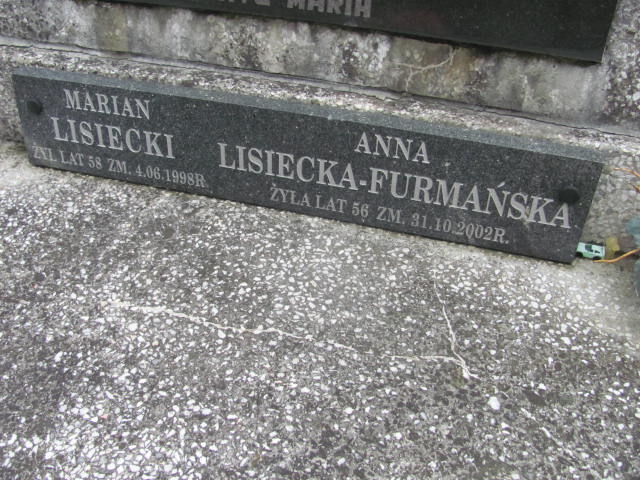 MARIA
MARIAN
LISIECKI
ŻYŁ LAT 58 ZM. 4.06.1998R.
ANNA
LISIECKA-FURMAŃSKA
ŻYŁA LAT 56 ZM. 31.10.2002R.